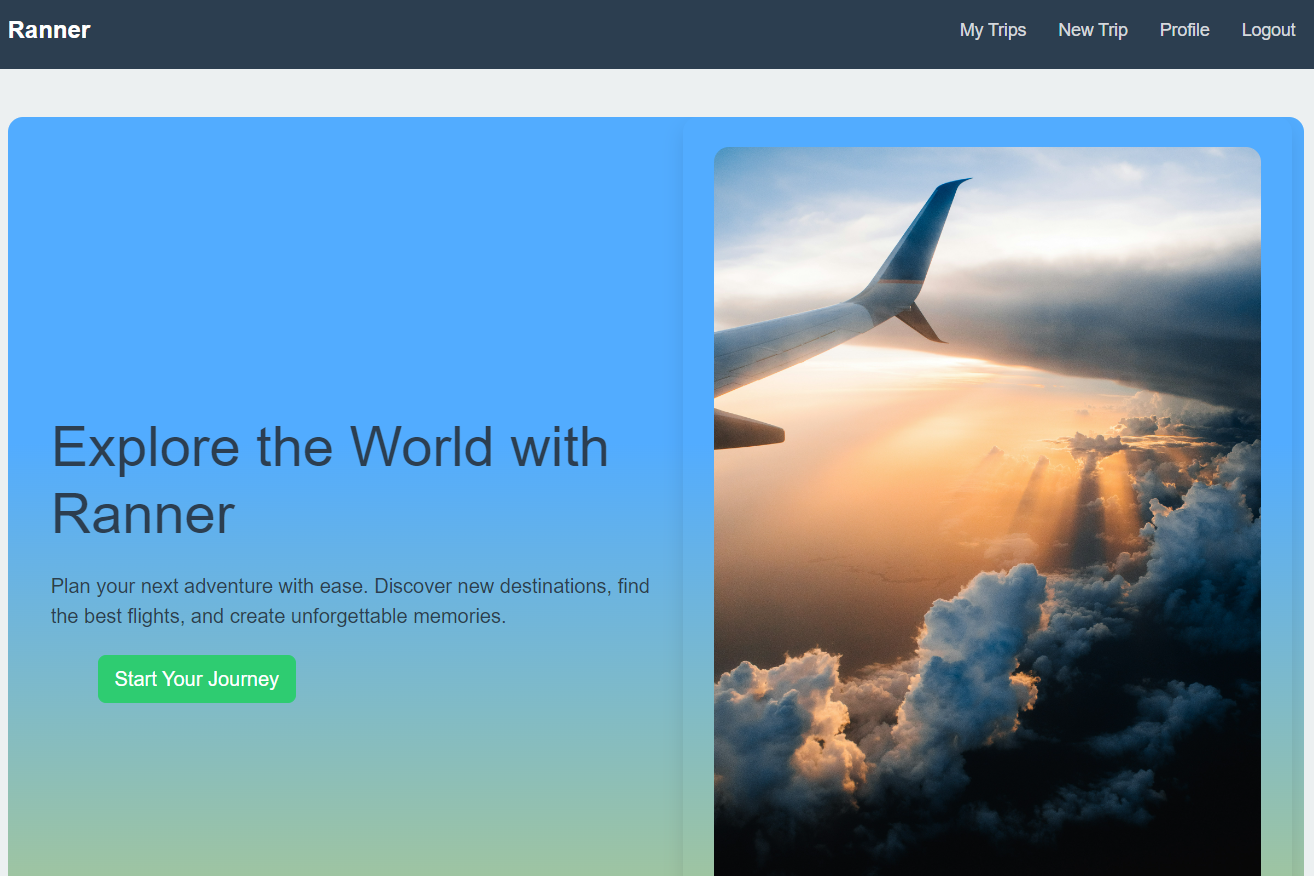 Ranner
My Trips New Trip Profile Logout
Explore the World with
Ranner
Plan your next adventure with ease. Discover new destinations, find
the best flights, and create unforgettable memories.
Start Your Journey